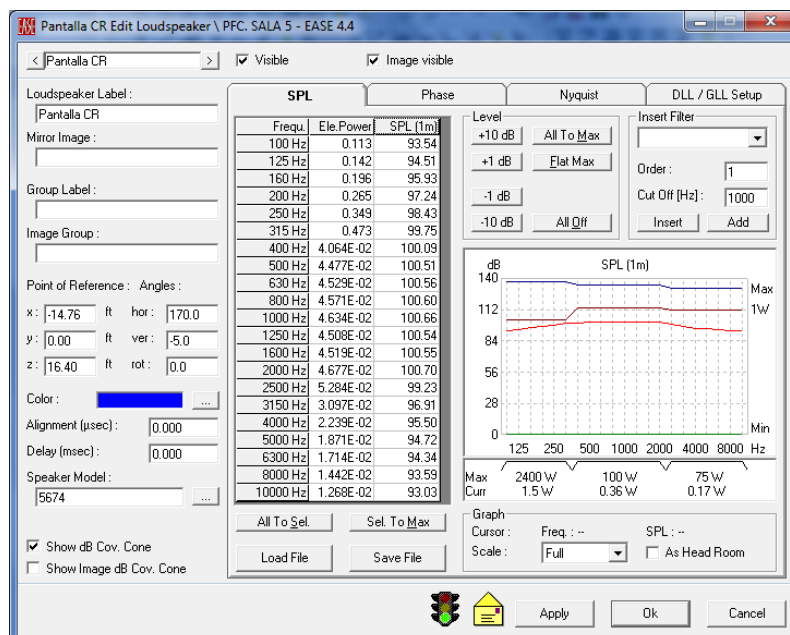 EASE Pantalla CR Edit Loudspeaker \ PFC. SALA 5 - EASE 4.4
< Pantalla CR > Visible Image visible
Loudspeaker Label :
Pantalla CR
Mirror Image :
Group Label :
Image Group :
Point of Reference : Angles :
x : -14.76 ft hor : 170.0
y : 0.00 ft ver : -5.0
z : 16.40 ft rot : 0.0
Color : ...
Alignment (µsec) : 0.000
Delay (msec) : 0.000
Speaker Model :
5674 ...
Show dB Cov. Cone
Show Image dB Cov. Cone
SPL Phase Nyquist DLL / GLL Setup
Frequ. Ele.Power SPL (1m)
100 Hz 0.113 93.54
125 Hz 0.142 94.51
160 Hz 0.196 95.93
200 Hz 0.265 97.24
250 Hz 0.349 98.43
315 Hz 0.473 99.75
400 Hz 4.064E-02 100.09
500 Hz 4.477E-02 100.51
630 Hz 4.529E-02 100.56
800 Hz 4.571E-02 100.60
1000 Hz 4.634E-02 100.66
1250 Hz 4.508E-02 100.54
1600 Hz 4.519E-02 100.55
2000 Hz 4.677E-02 100.70
2500 Hz 5.284E-02 99.23
3150 Hz 3.097E-02 96.91
4000 Hz 2.239E-02 95.50
5000 Hz 1.871E-02 94.72
6300 Hz 1.714E-02 94.34
8000 Hz 1.442E-02 93.59
10000 Hz 1.268E-02 93.03
All To Sel. Sel. To Max
Load File Save File
Level
+10 dB All To Max
+1 dB Flat Max
-1 dB
-10 dB All Off
Insert Filter
Order : 1
Cut Off [Hz] : 1000
Insert Add
dB SPL (1m)
140
Max
112 1W
84
56
28
0 Min
125 250 500 1000 2000 4000 8000 Hz
Max 2400 W 100 W 75 W
Curr 1.5 W 0.36 W 0.17 W
Graph
Cursor : Freq. : -- SPL : --
Scale : Full As Head Room
Apply Ok Cancel